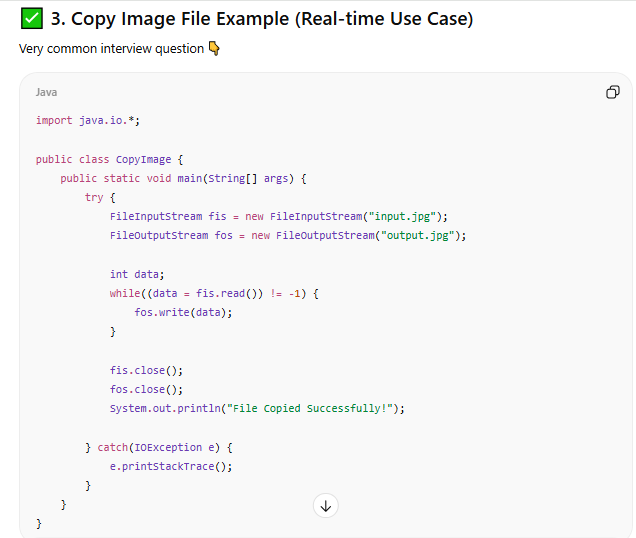 ✅ 3. Copy Image File Example (Real-time Use Case)
Very common interview question 👇
Java
import java.io.*;
public class CopyImage {
    public static void main(String[] args) {
        try {
            FileInputStream fis = new FileInputStream("input.jpg");
            FileOutputStream fos = new FileOutputStream("output.jpg");
            int data;
            while((data = fis.read()) != -1) {
                fos.write(data);
            }
            fis.close();
            fos.close();
            System.out.println("File Copied Successfully!");
        } catch(IOException e) {
            e.printStackTrace();
        }
    }
}